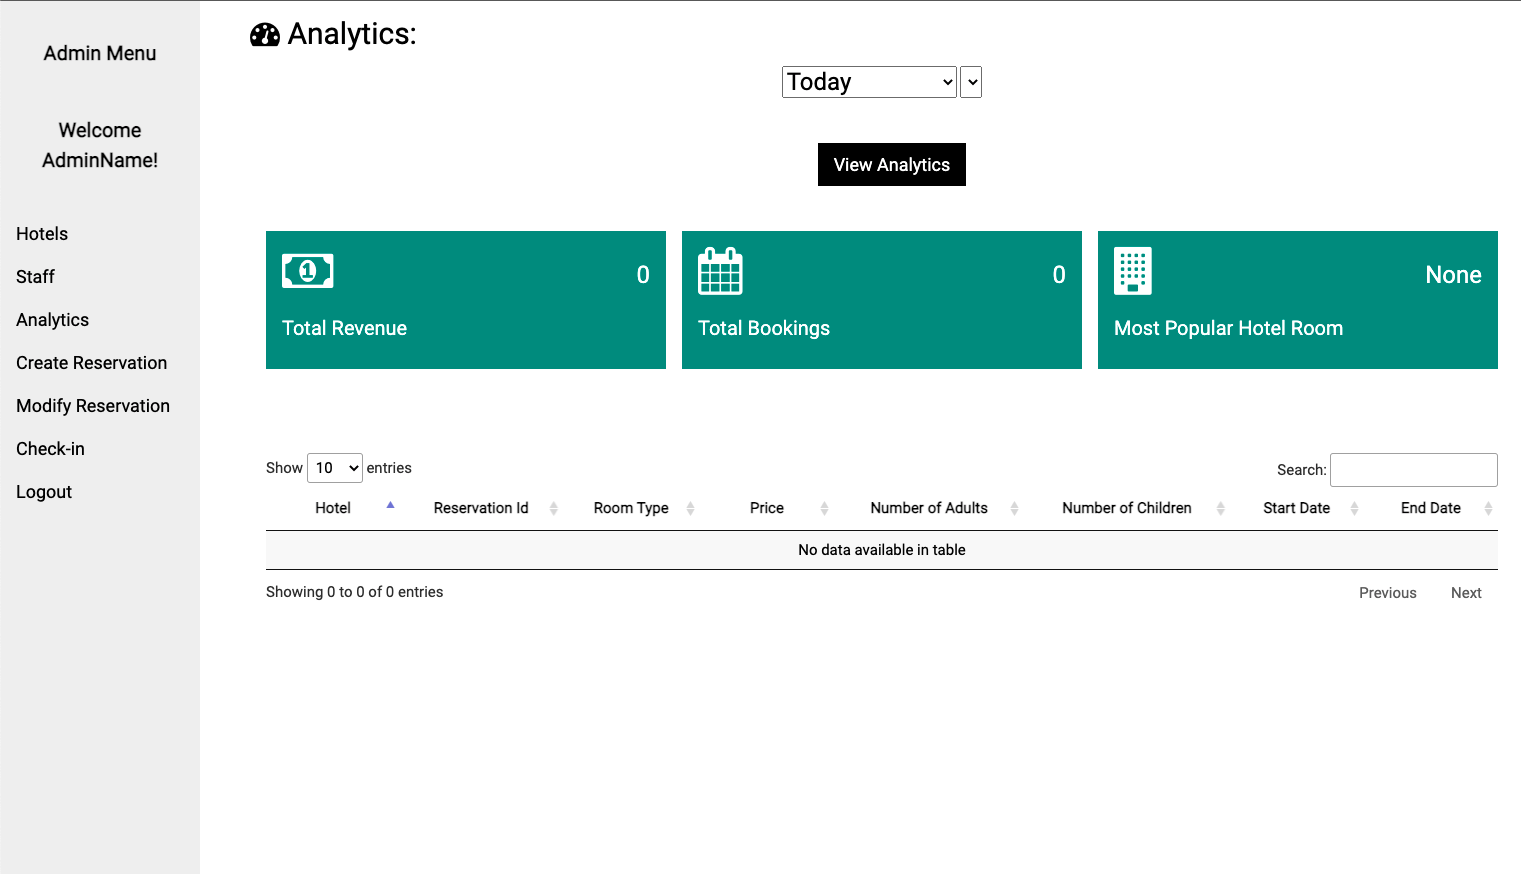 Admin Menu
Welcome
AdminName!
Hotels
Staff
Analytics
Create Reservation
Modify Reservation
Check-in
Logout
Analytics:
Today
View Analytics
1
0
Total Revenue
0
Total Bookings
None
Most Popular Hotel Room
Show 10 entries
Search:
Hotel Reservation Id Room Type Price Number of Adults Number of Children Start Date End Date
No data available in table
Showing 0 to 0 of 0 entries
Previous Next